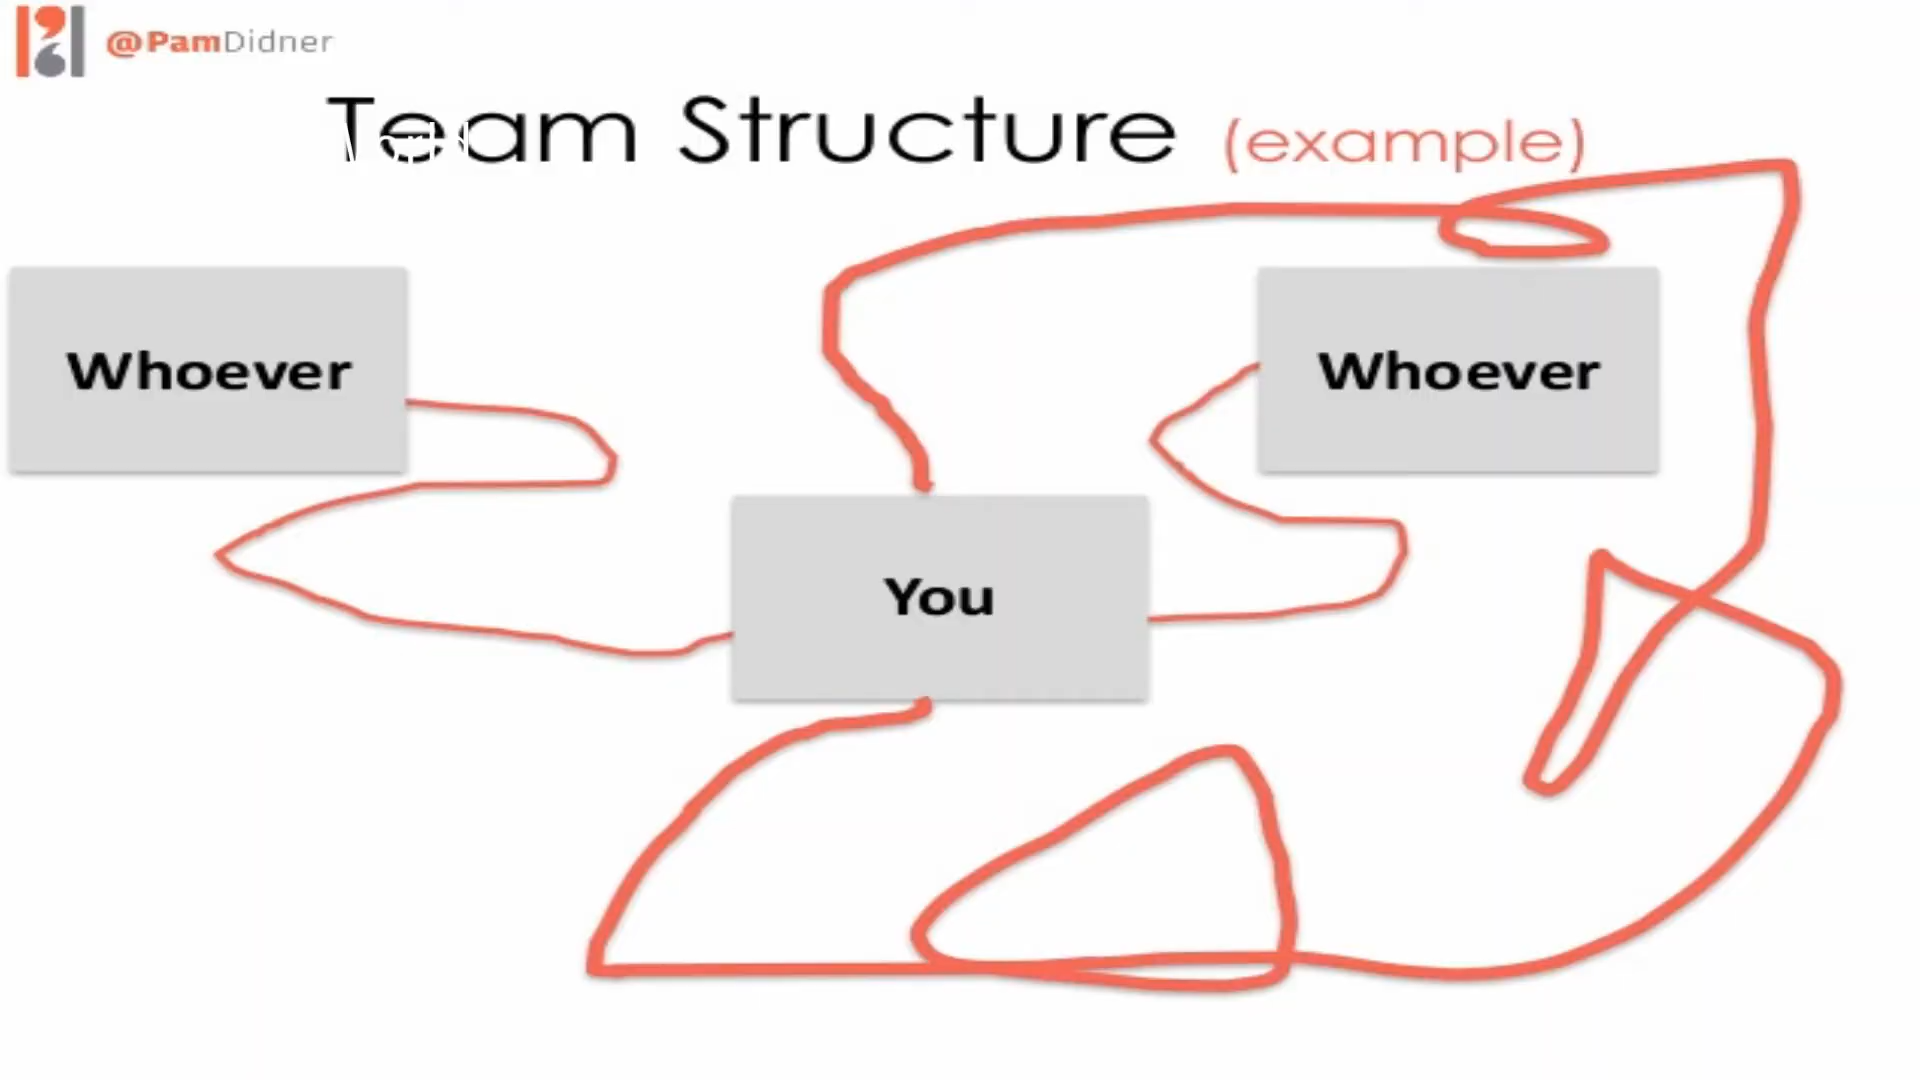 @PamDidner
Team Structure (example)
Whoever
Whoever
You